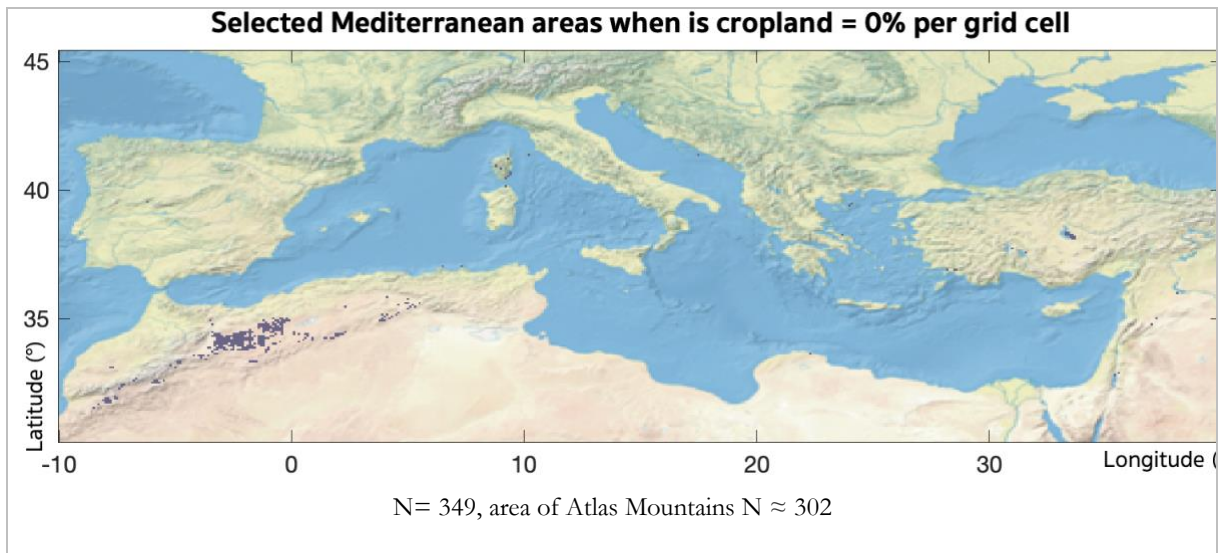 Selected Mediterranean areas when is cropland = 0% per grid cell
45
40
35
Latitude (°)
-10 0 10 20 30 Longitude (
N= 349, area of Atlas Mountains N ≈ 302